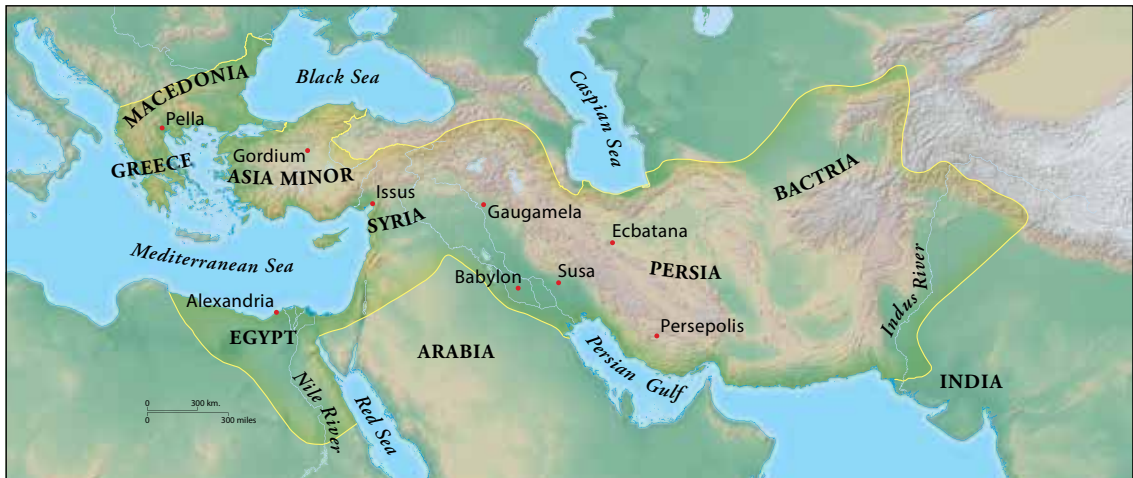 MACEDONIA
Black Sea
Caspian Sea
Pella
GREECE
Gordium
ASIA MINOR
BACTRIA
Issus
SYRIA
Gaugamela
Ecbatana
Mediterranean Sea
PERSIA
Babylon
Susa
Indus River
Alexandria
EGYPT
Persepolis
ARABIA
Persian Gulf
INDIA
Nile River
Red Sea
0 300 km.
0 300 miles